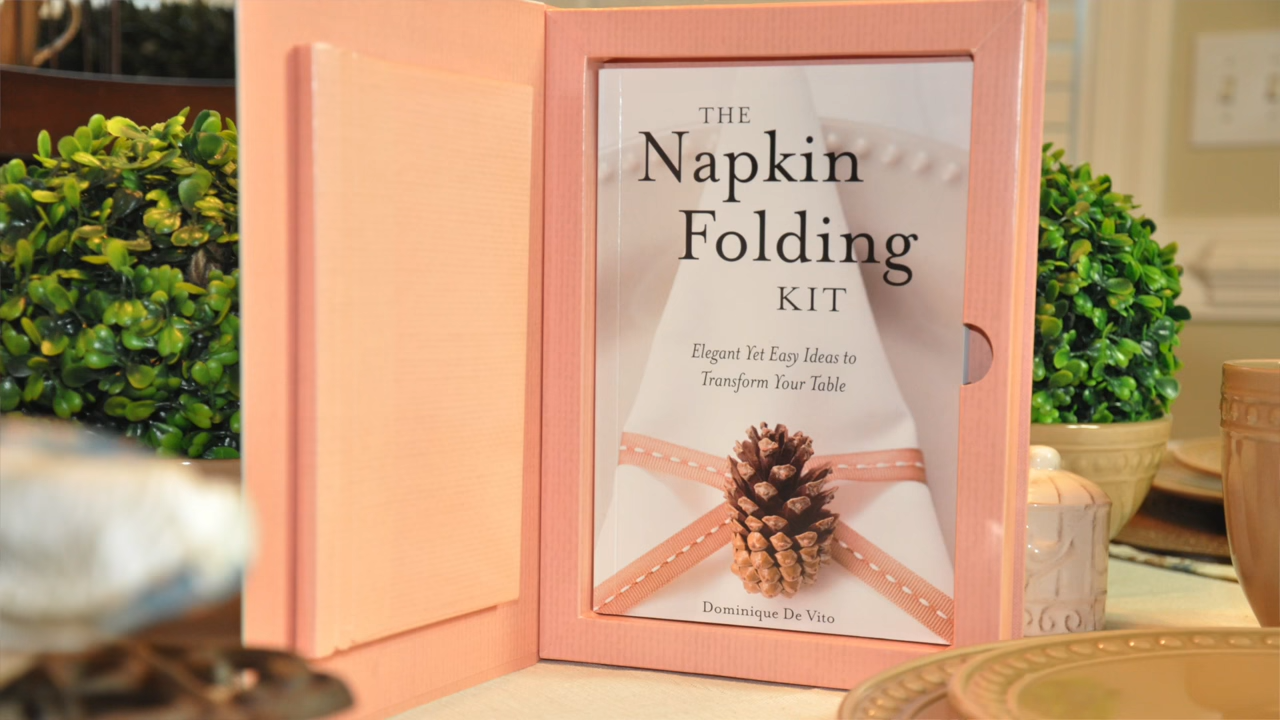 THE
Napkin
Folding
KIT
Elegant Yet Easy Ideas to
Transform Your Table
Dominique De Vito